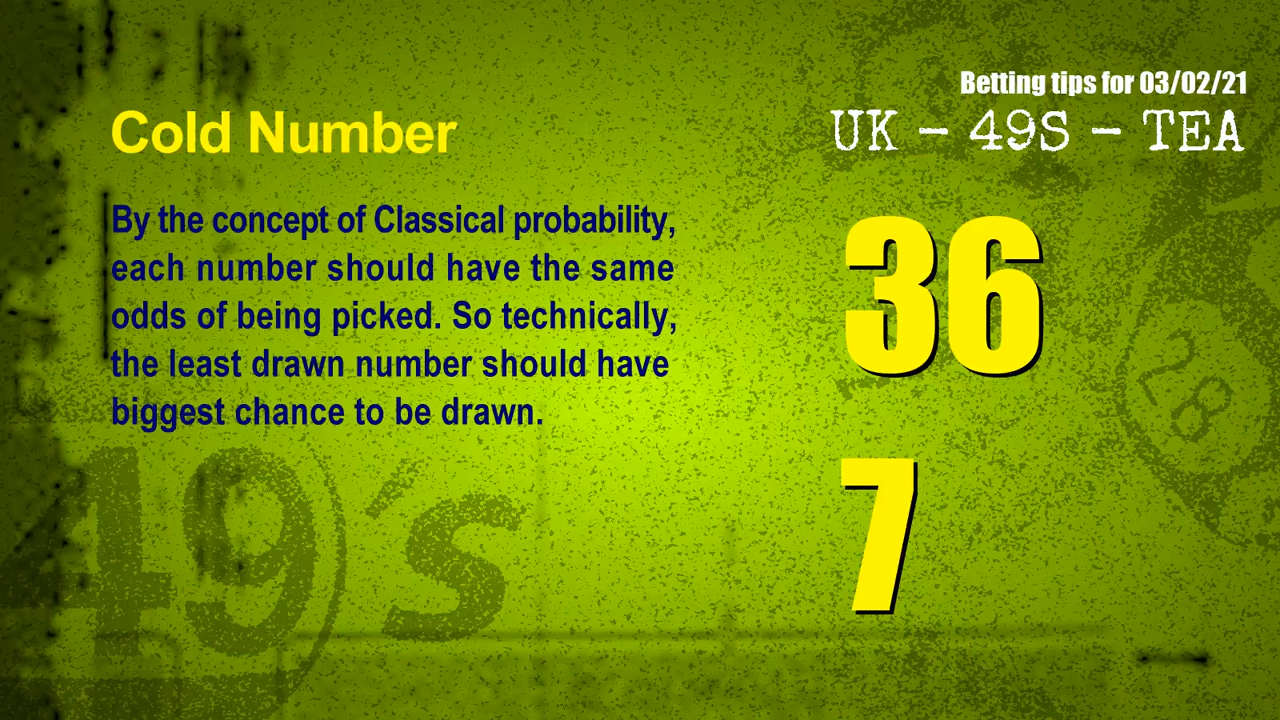 Betting tips for 03/02/21
UK - 49S - TEA
Cold Number
By the concept of Classical probability,
each number should have the same
odds of being picked. So technically,
the least drawn number should have
biggest chance to be drawn.
36
7
28
49's